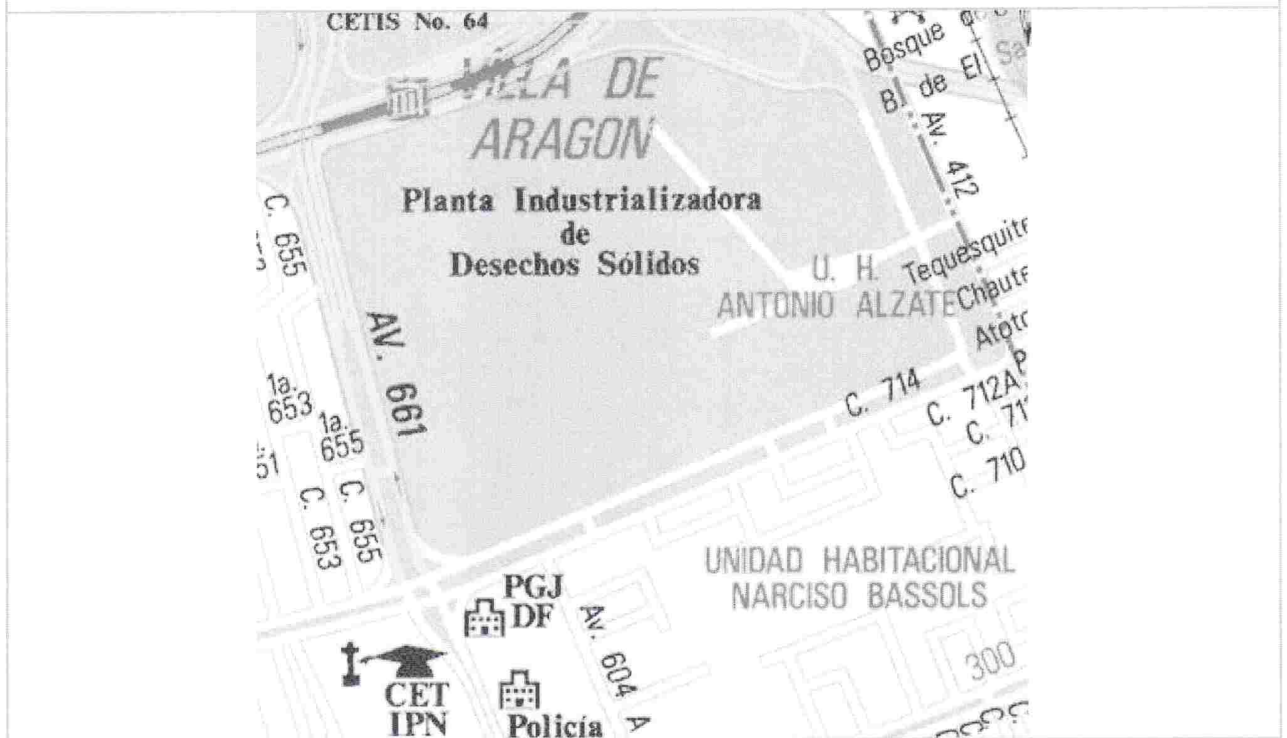 CETIS No. 64
VILLA DE
ARAGON
Planta Industrializadora
de
Desechos Sólidos
Bosque
Bl de El
Av. 412
C. 655
AV. 661
U. H.
ANTONIO ALZATE
Tequesquite
1a.
653
1a.
655
51
C. 653
C. 655
C. 714
C. 712A
C. 71
C. 710
UNIDAD HABITACIONAL
NARCISO BASSOLS
PGJ
DF
Av. 604 A
300
CET
IPN
Policía